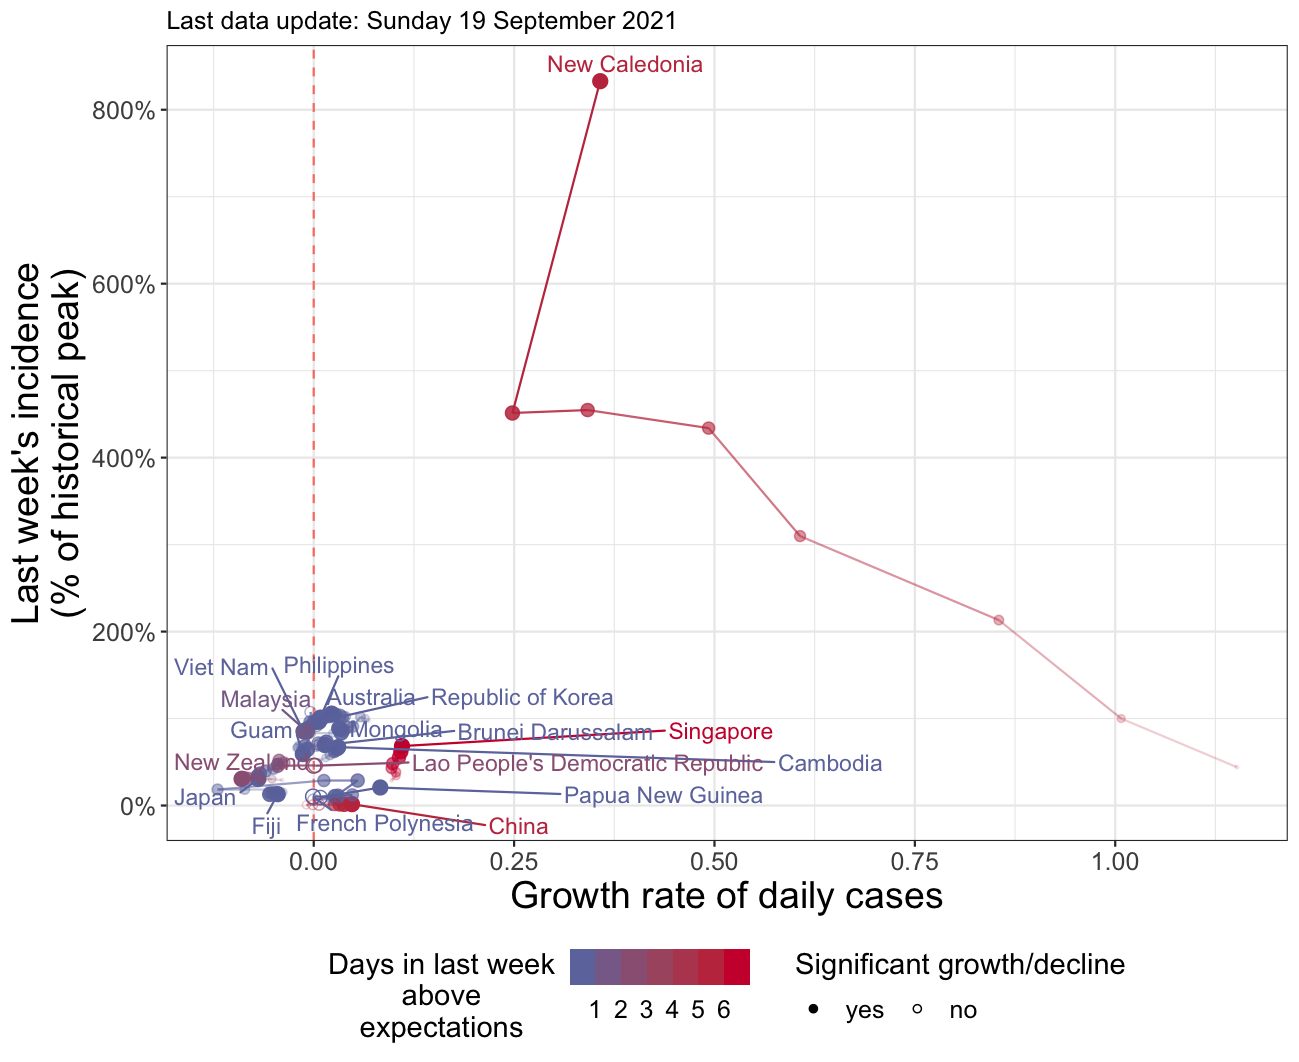 Last data update: Sunday 19 September 2021
New Caledonia
800%
600%
400%
200%
0%
Last week's incidence
(% of historical peak)
Viet Nam
Philippines
Malaysia
Australia
Republic of Korea
Guam
Mongolia
Brunei Darussalam
Singapore
New Zealand
Lao People's Democratic Republic
Cambodia
Japan
Papua New Guinea
Fiji
French Polynesia
China
0.00
0.25
0.50
0.75
1.00
Growth rate of daily cases
Days in last week
above
expectations
1 2 3 4 5 6
Significant growth/decline
yes
no